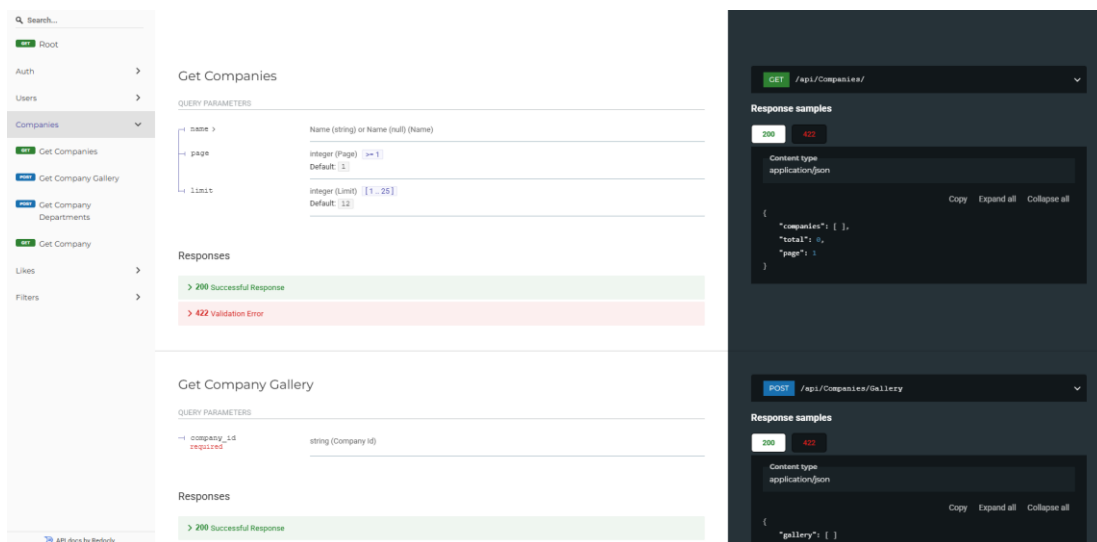 Search...
GET Root
Auth
Users
Companies
GET Get Companies
POST Get Company Gallery
POST Get Company
Departments
GET Get Company
Likes
Filters
API docs by Redocly
Get Companies
QUERY PARAMETERS
name Name (string) or Name (null) (Name)
page integer (Page) >= 1
Default: 1
limit integer (Limit) [ 1 .. 25 ]
Default: 12
Responses
200 Successful Response
422 Validation Error
GET /api/Companies/
Response samples
200 422
Content type
application/json
Copy Expand all Collapse all
{
"companies": [ ],
"total": 0,
"page": 1
}
Get Company Gallery
QUERY PARAMETERS
company_id string (Company Id)
required
Responses
200 Successful Response
POST /api/Companies/Gallery
Response samples
200 422
Content type
application/json
Copy Expand all Collapse all
{
"gallery": [ ]